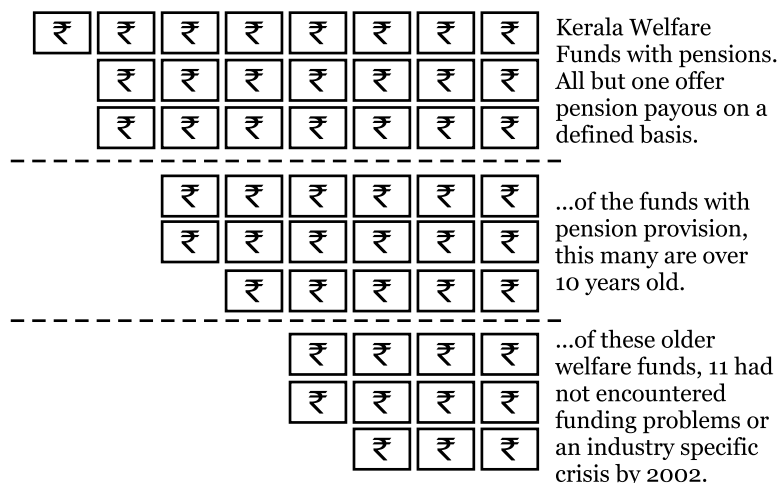 ₹ ₹ ₹ ₹ ₹ ₹ ₹ ₹
₹ ₹ ₹ ₹ ₹ ₹ ₹
₹ ₹ ₹ ₹ ₹ ₹ ₹
Kerala Welfare
Funds with pensions.
All but one offer
pension payous on a
defined basis.
₹ ₹ ₹ ₹ ₹ ₹
₹ ₹ ₹ ₹ ₹ ₹
₹ ₹ ₹ ₹ ₹
...of the funds with
pension provision,
this many are over
10 years old.
₹ ₹ ₹ ₹
₹ ₹ ₹ ₹
₹ ₹ ₹
...of these older
welfare funds, 11 had
not encountered
funding problems or
an industry specific
crisis by 2002.